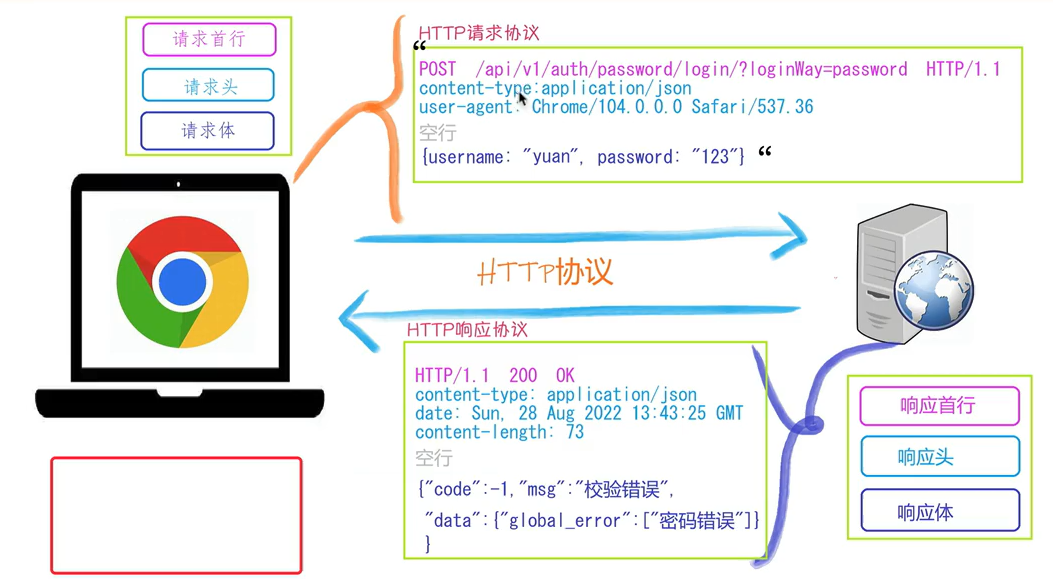 请求首行
请求头
请求体
HTTP请求协议
“
POST /api/v1/auth/password/login/?loginWay=password HTTP/1.1
content-type:application/json
user-agent: Chrome/104.0.0.0 Safari/537.36
空行
{username: "yuan", password: "123"} “
HTTP协议
HTTP响应协议
HTTP/1.1 200 OK
content-type: application/json
date: Sun, 28 Aug 2022 13:43:25 GMT
content-length: 73
空行
{"code":-1,"msg":"校验错误",
"data":{"global_error":["密码错误"]}
}
响应首行
响应头
响应体